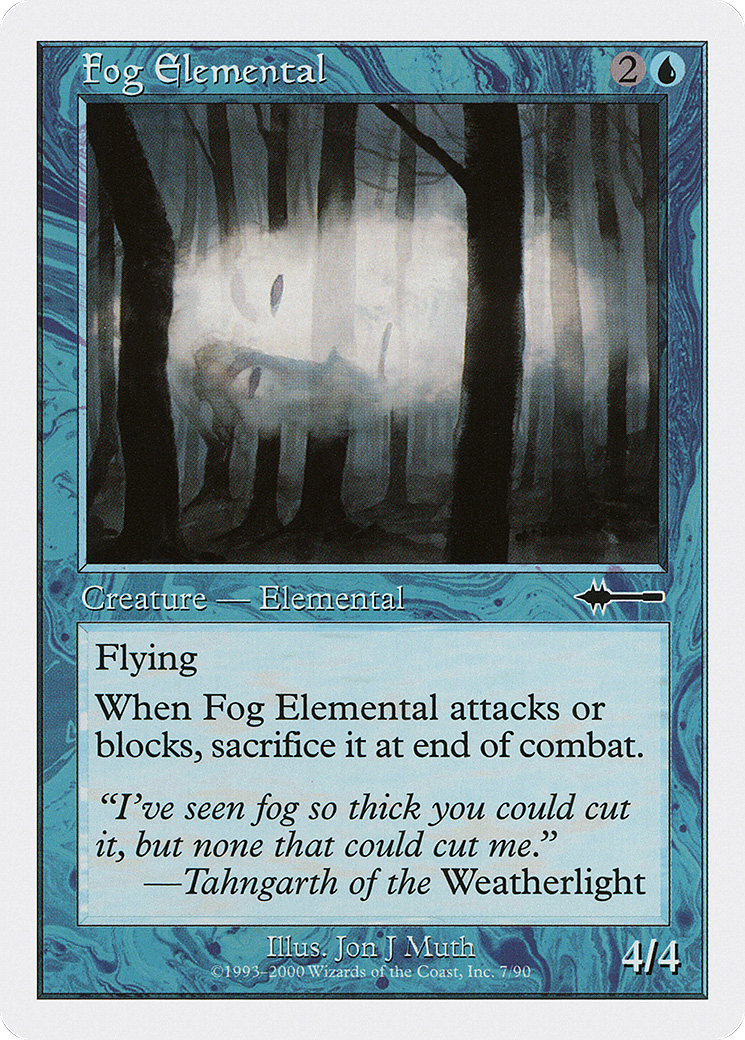 Fog Elemental
2
Creature — Elemental
Flying
When Fog Elemental attacks or
blocks, sacrifice it at end of combat.
“I’ve seen fog so thick you could cut
it, but none that could cut me.”
—Tahngarth of the Weatherlight
Illus. Jon J Muth
©1993–2000 Wizards of the Coast, Inc. 7/90
4/4